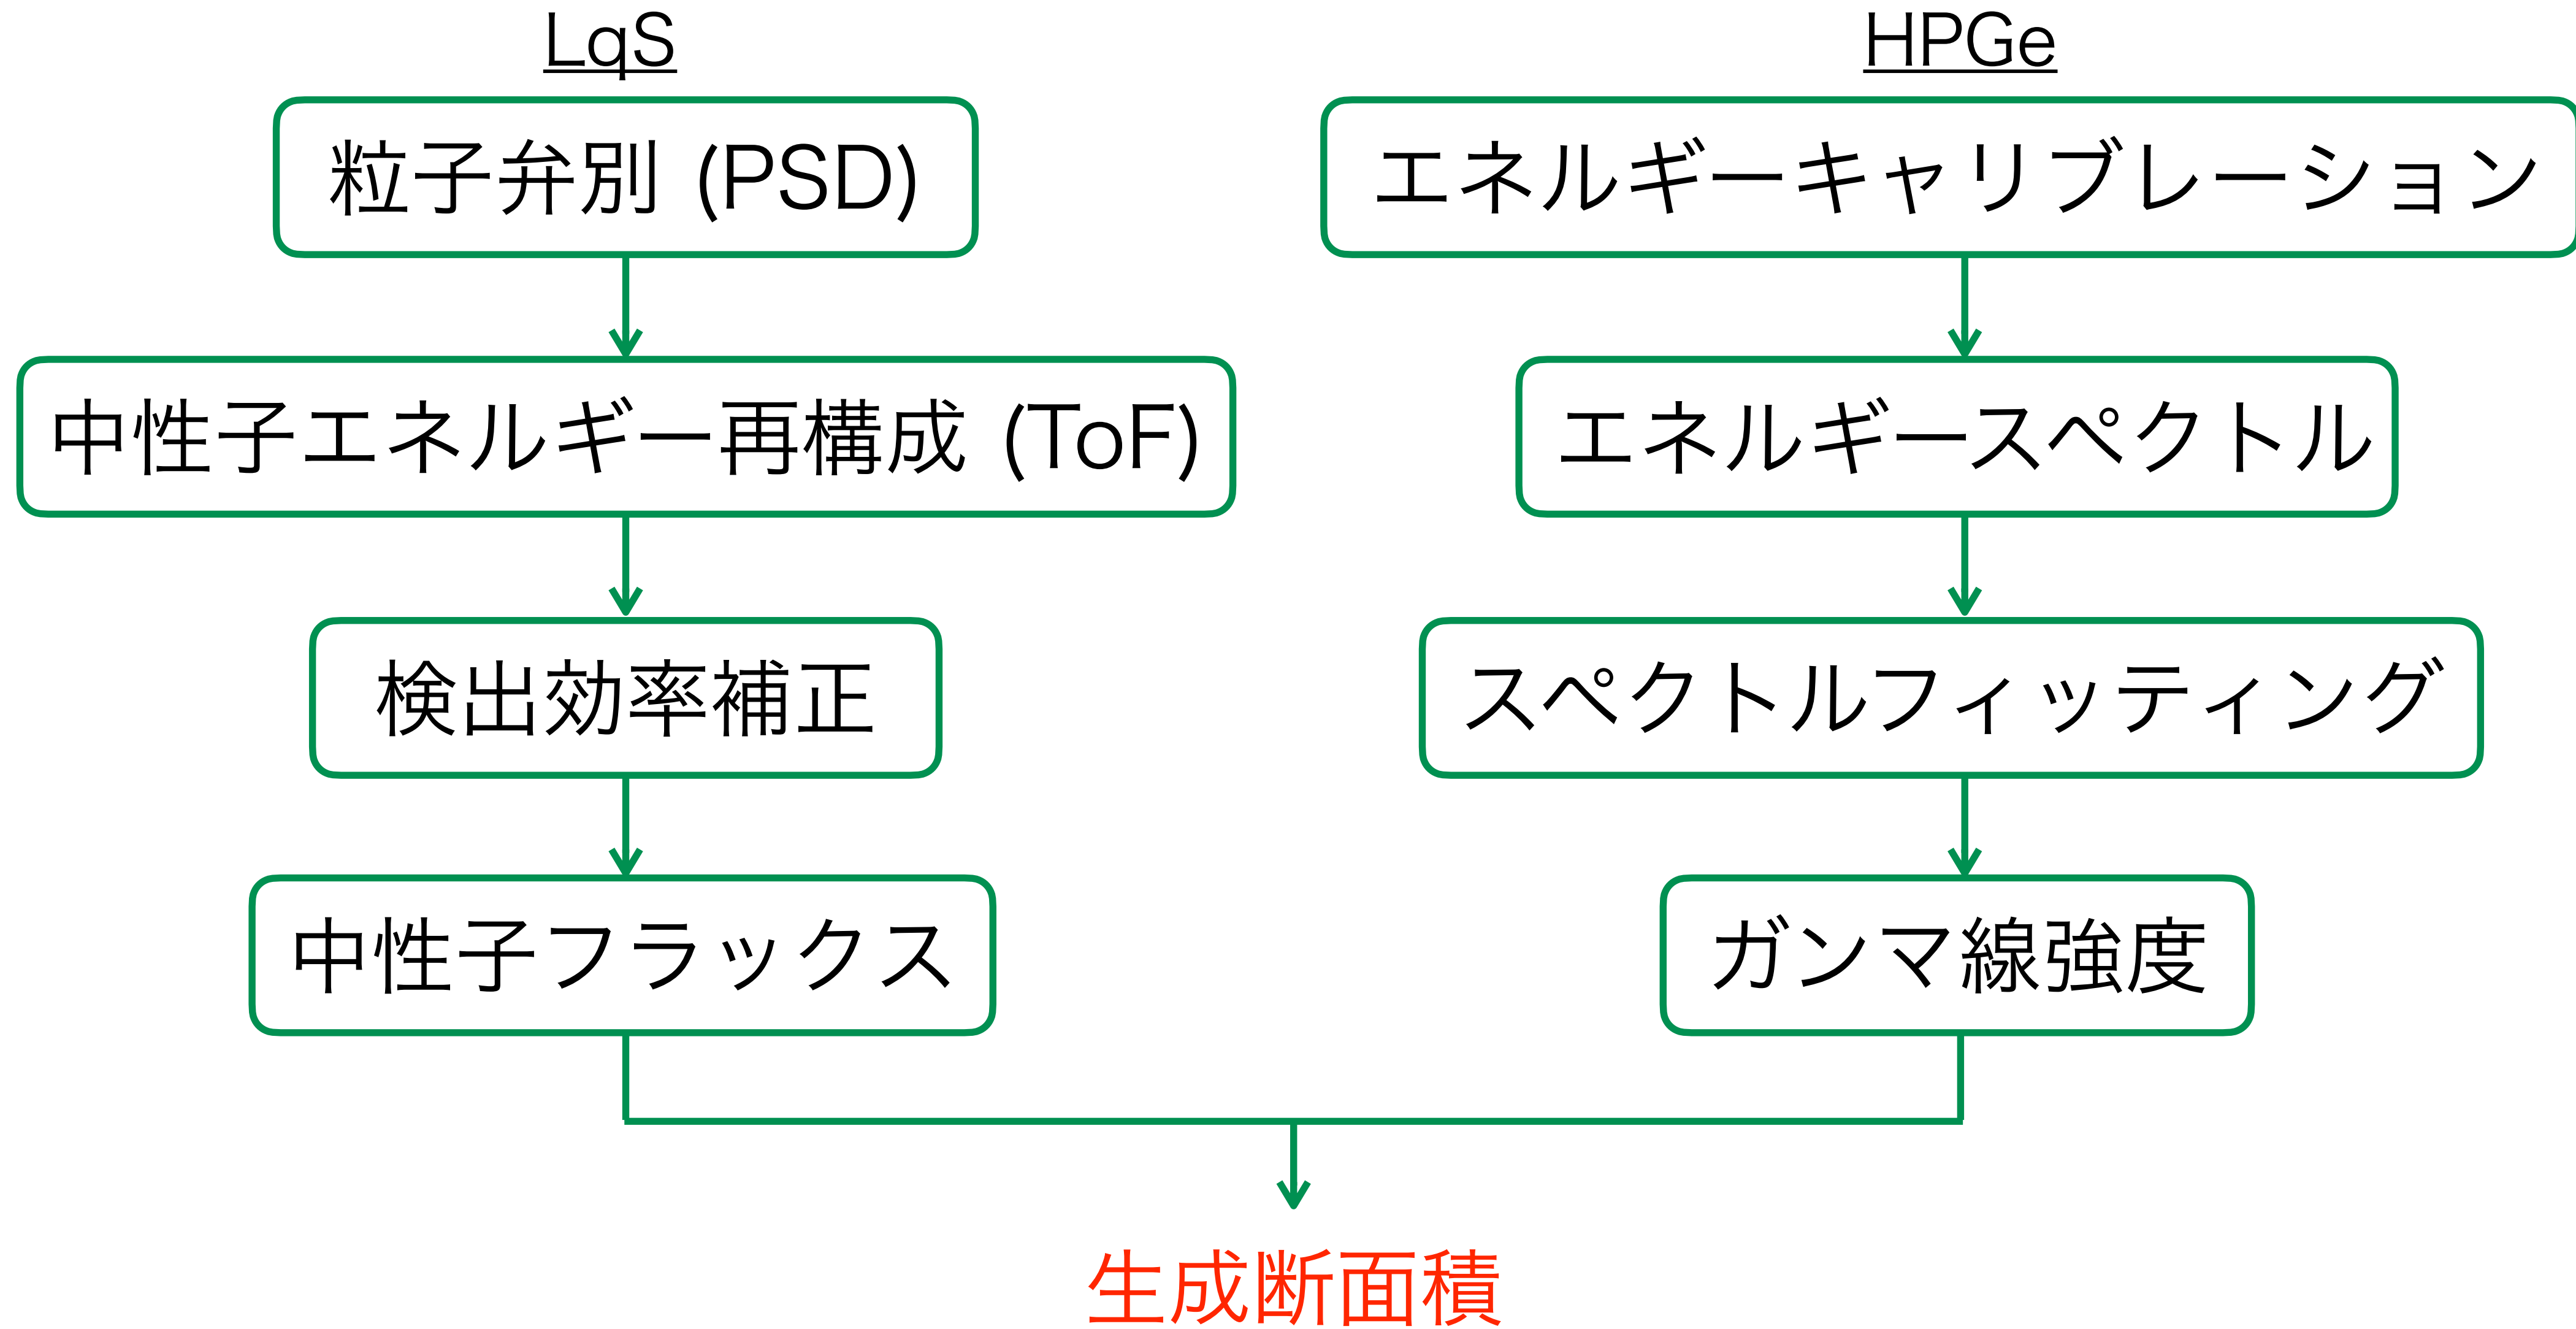 LqS
粒子弁別 (PSD)
中性子エネルギー再構成 (ToF)
検出効率補正
中性子フラックス
HPGe
エネルギーキャリブレーション
エネルギースペクトル
スペクトルフィッティング
ガンマ線強度
生成断面積